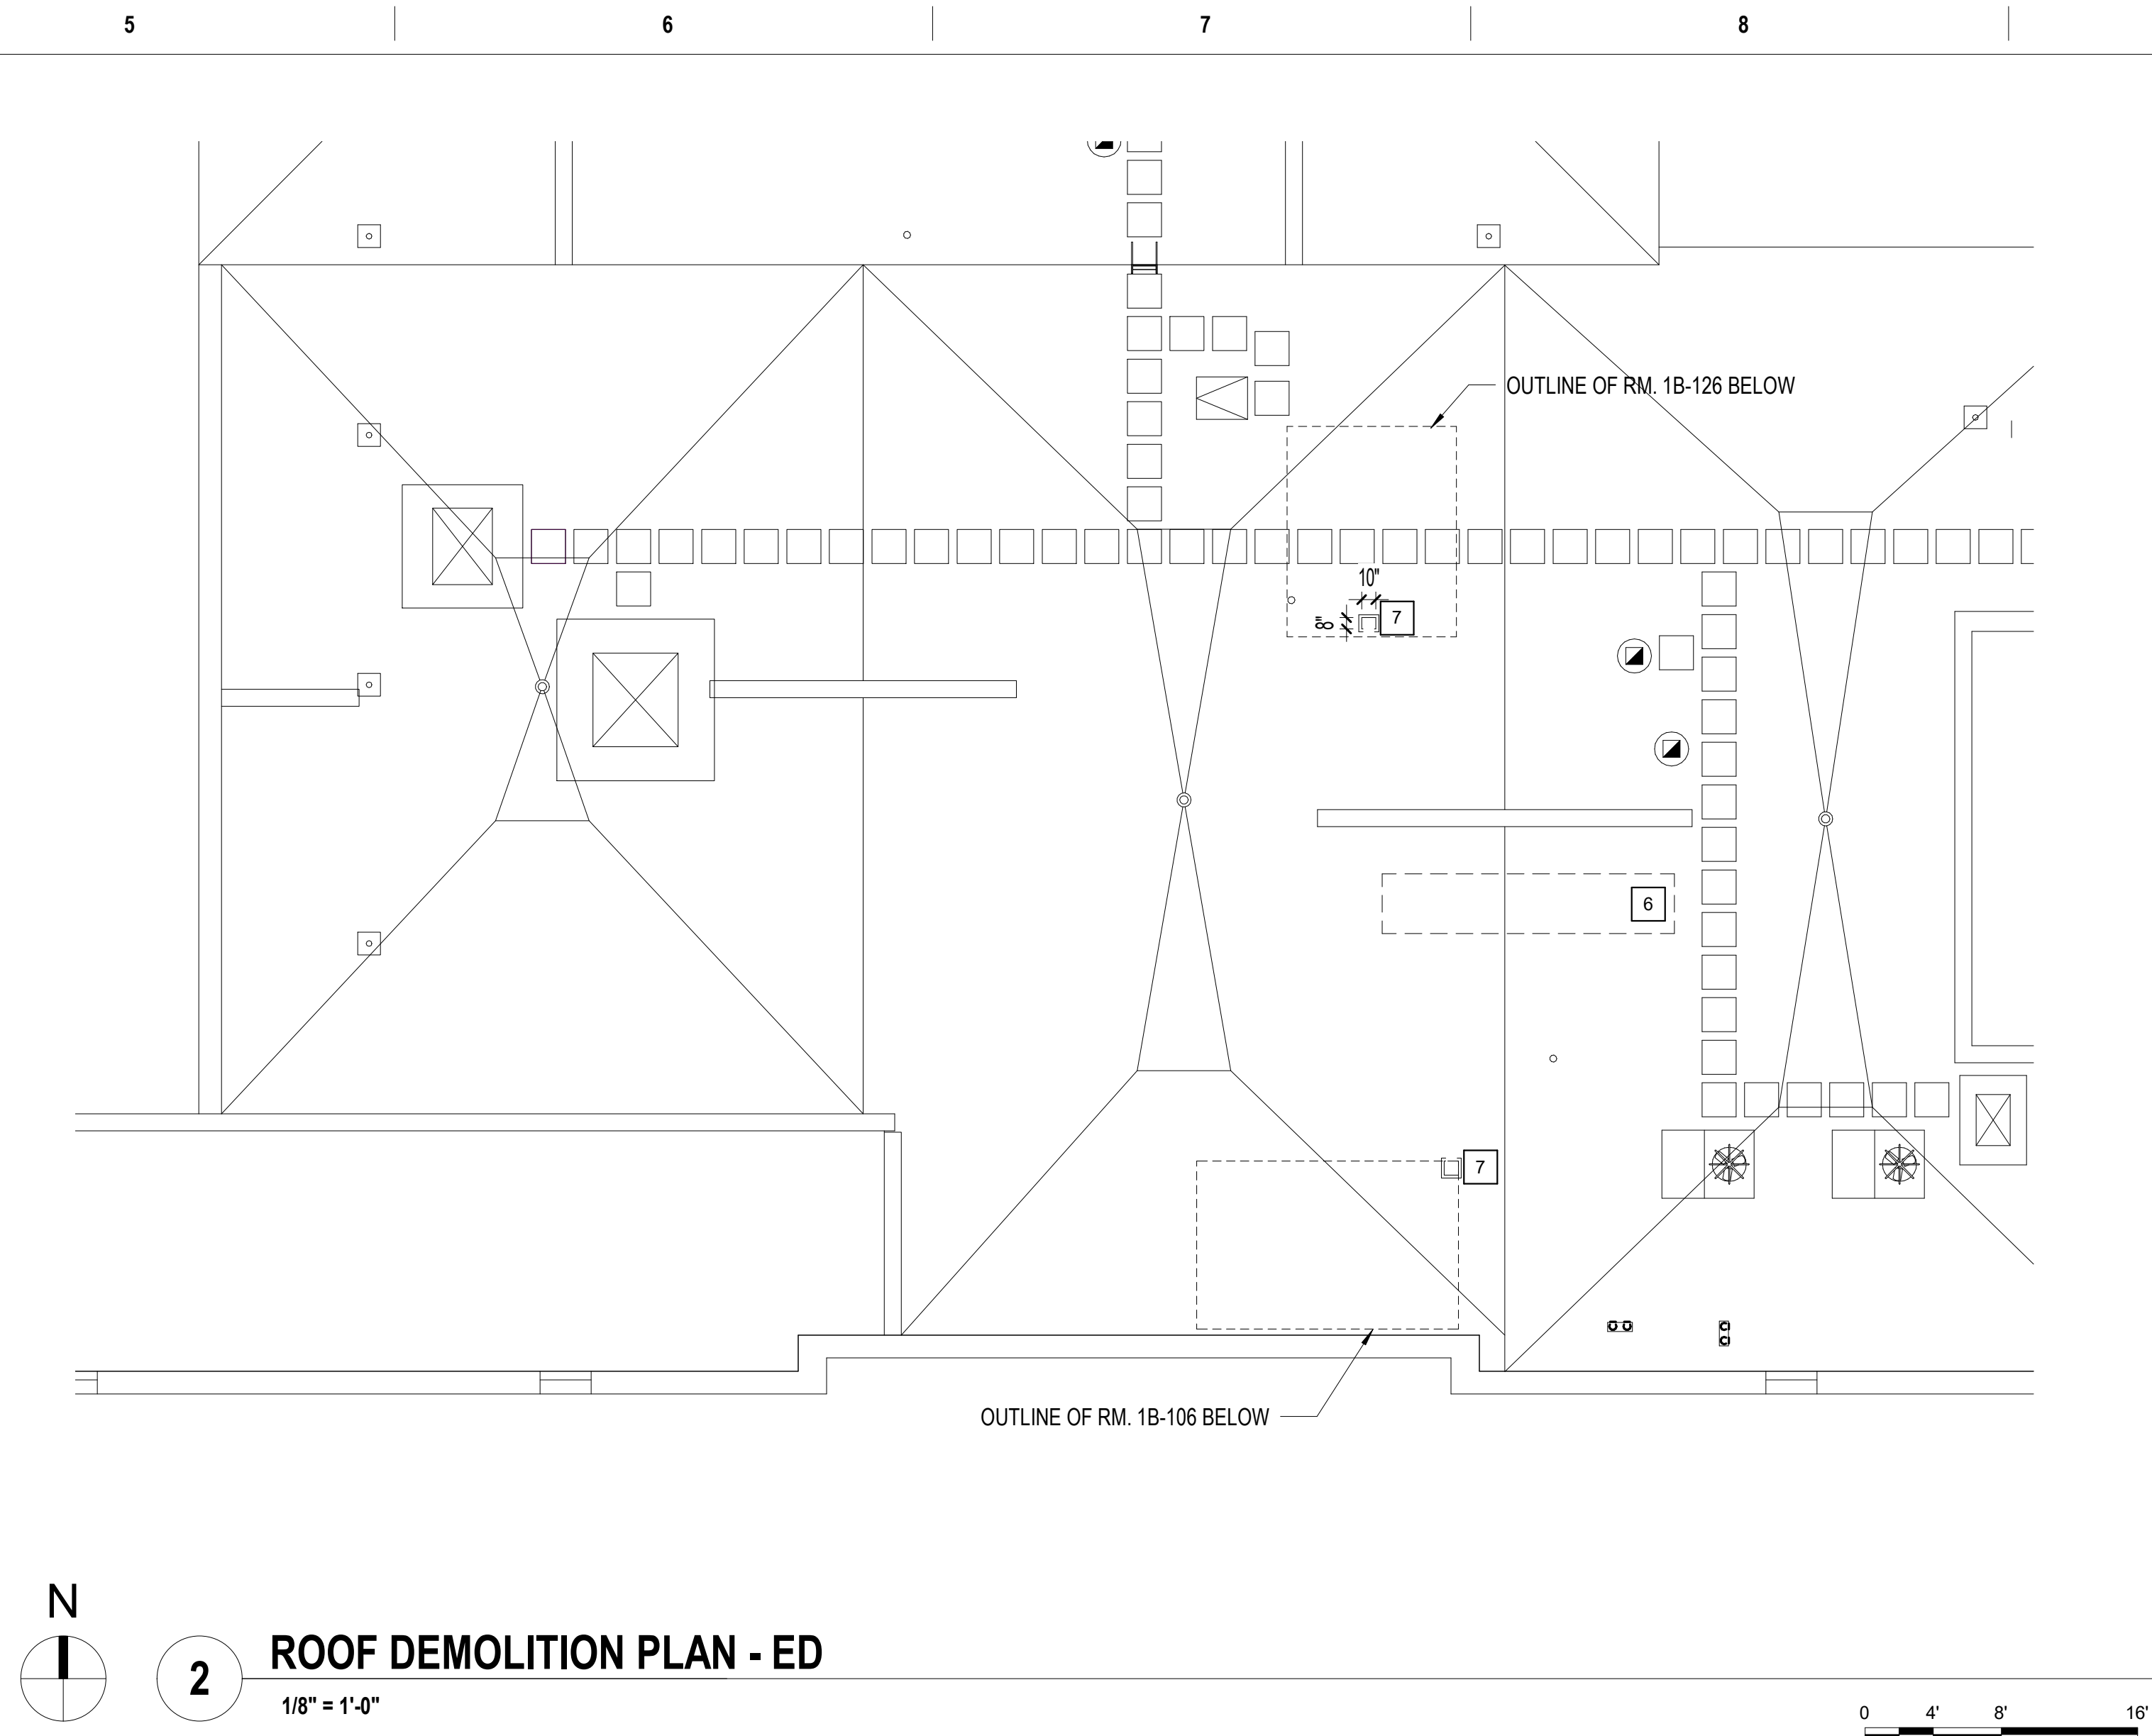 5 6 7 8
OUTLINE OF RM. 1B-126 BELOW
10"
8" 7
6
7
OUTLINE OF RM. 1B-106 BELOW
N
2 ROOF DEMOLITION PLAN - ED
1/8" = 1'-0"
0 4' 8' 16'